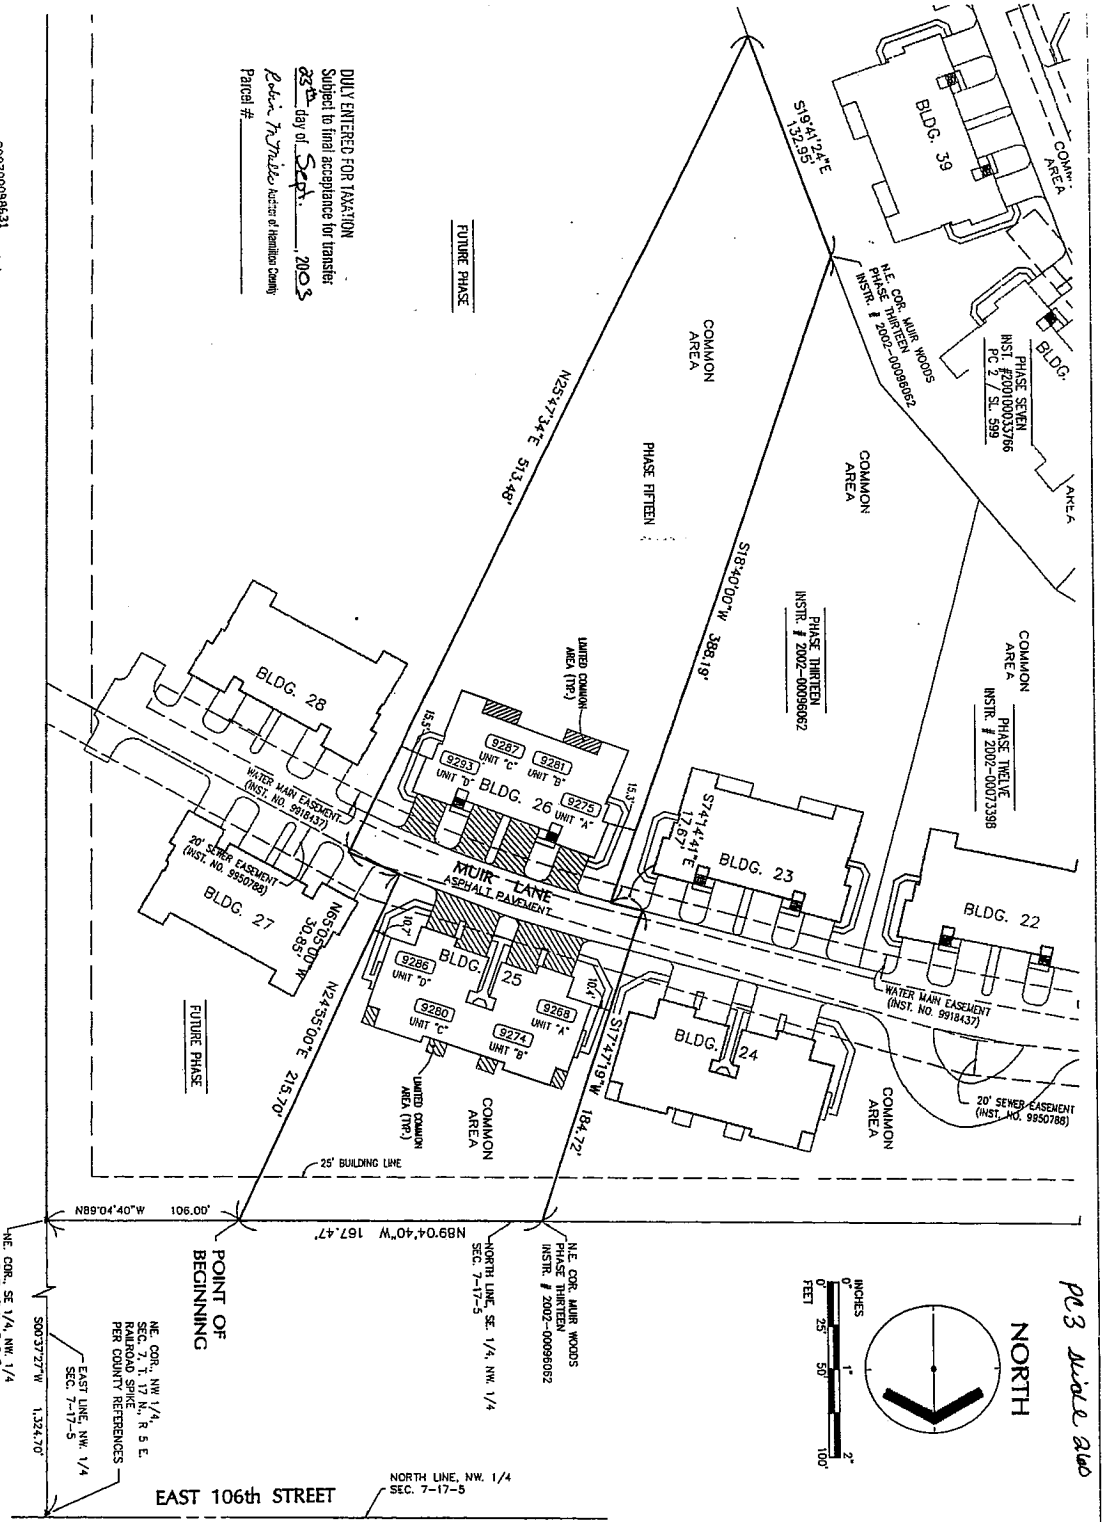 PC 3 slide 260
NORTH
INCHES
0" 1" 2"
0' 25' 50' 100'
FEET
BLDG. 39
COMM.
AREA
S19°41'24"E
132.95'
N.E. COR. MUIR WOODS
PHASE THIRTEEN
INSTR. # 2002-00096062
BLDG.
PHASE SEVEN
INST. #200100033766
PC 2 / SL. 599
AREA
COMMON
AREA
COMMON
AREA
PHASE FIFTEEN
N25°47'34"E 513.48'
S18°40'00"W 388.19'
PHASE THIRTEEN
INSTR. # 2002-00096062
COMMON
AREA
PHASE TWELVE
INSTR. # 2002-00073398
DULY ENTERED FOR TAXATION
Subject to final acceptance for transfer
23rd day of Sept., 2003
Robin M Mills Auditor of Hamilton County
Parcel #
FUTURE PHASE
LIMITED COMMON
AREA (TYP.)
BLDG. 28
15.5'
9293
UNIT "D"
9287
UNIT "C"
9281
UNIT "B"
9275
UNIT "A"
BLDG. 26
15.3'
S74°14'41"E
17.67'
BLDG. 23
BLDG. 22
WATER MAIN EASEMENT
(INST. NO. 9918437)
MUIR LANE
ASPHALT PAVEMENT
20' SEWER EASEMENT
(INST. NO. 9950788)
BLDG. 27
N65°05'00"W
30.85'
10.7'
9286
UNIT "D"
9280
UNIT "C"
9274
UNIT "B"
9268
UNIT "A"
BLDG. 25
10.4'
BLDG. 24
WATER MAIN EASEMENT
(INST. NO. 9918437)
20' SEWER EASEMENT
(INST. NO. 9950788)
S17°47'19"W 184.72'
N24°55'00"E 215.70'
FUTURE PHASE
LIMITED COMMON
AREA (TYP.)
COMMON
AREA
COMMON
AREA
25' BUILDING LINE
N89°04'40"W 106.00'
N89°04'40"W 167.47'
POINT OF
BEGINNING
NORTH LINE, SE. 1/4, NW. 1/4
SEC. 7-17-5
N.E. COR. MUIR WOODS
PHASE THIRTEEN
INSTR. # 2002-00096062
NE. COR., SE 1/4, NW. 1/4
S00°37'27"W 1,324.70'
EAST LINE, NW. 1/4
SEC. 7-17-5
NE. COR., NW 1/4,
SEC. 7, T. 17 N., R 5 E.
RAILROAD SPIKE
PER COUNTY REFERENCES
EAST 106th STREET
NORTH LINE, NW. 1/4
SEC. 7-17-5